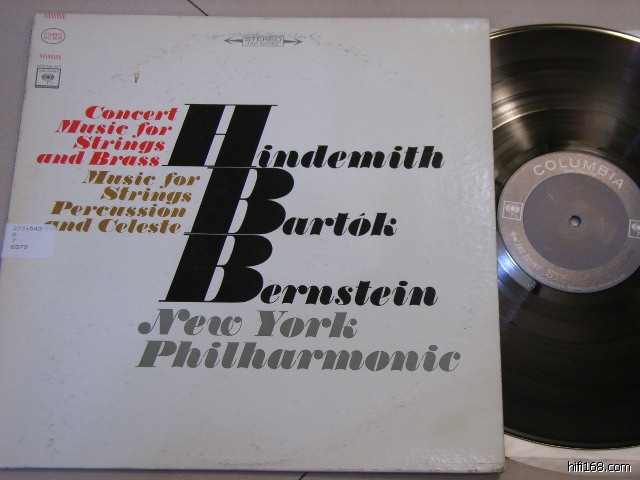 STEREO
Concert
Music for
Strings
and Brass
Hindemith
Music for
Strings
Percussion
and Celeste
Bartók
Bernstein
New York
Philharmonic
6579
COLUMBIA
hifi168.com